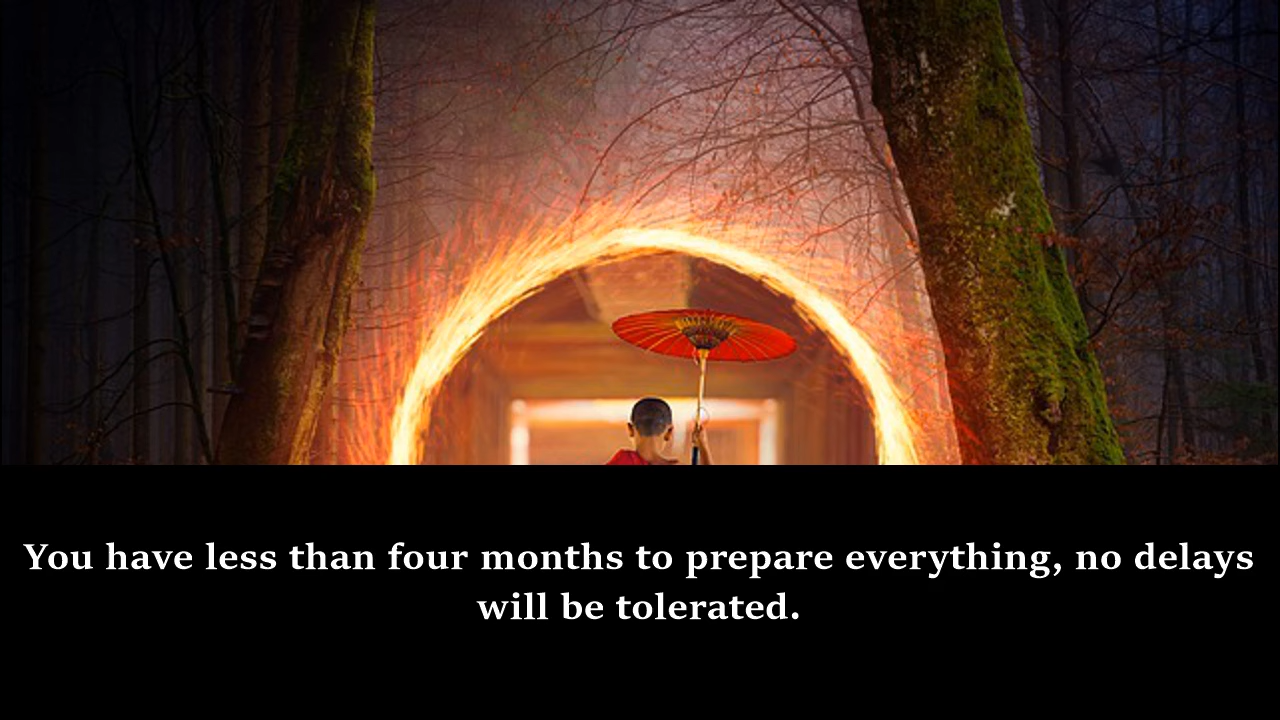 You have less than four months to prepare everything, no delays
will be tolerated.